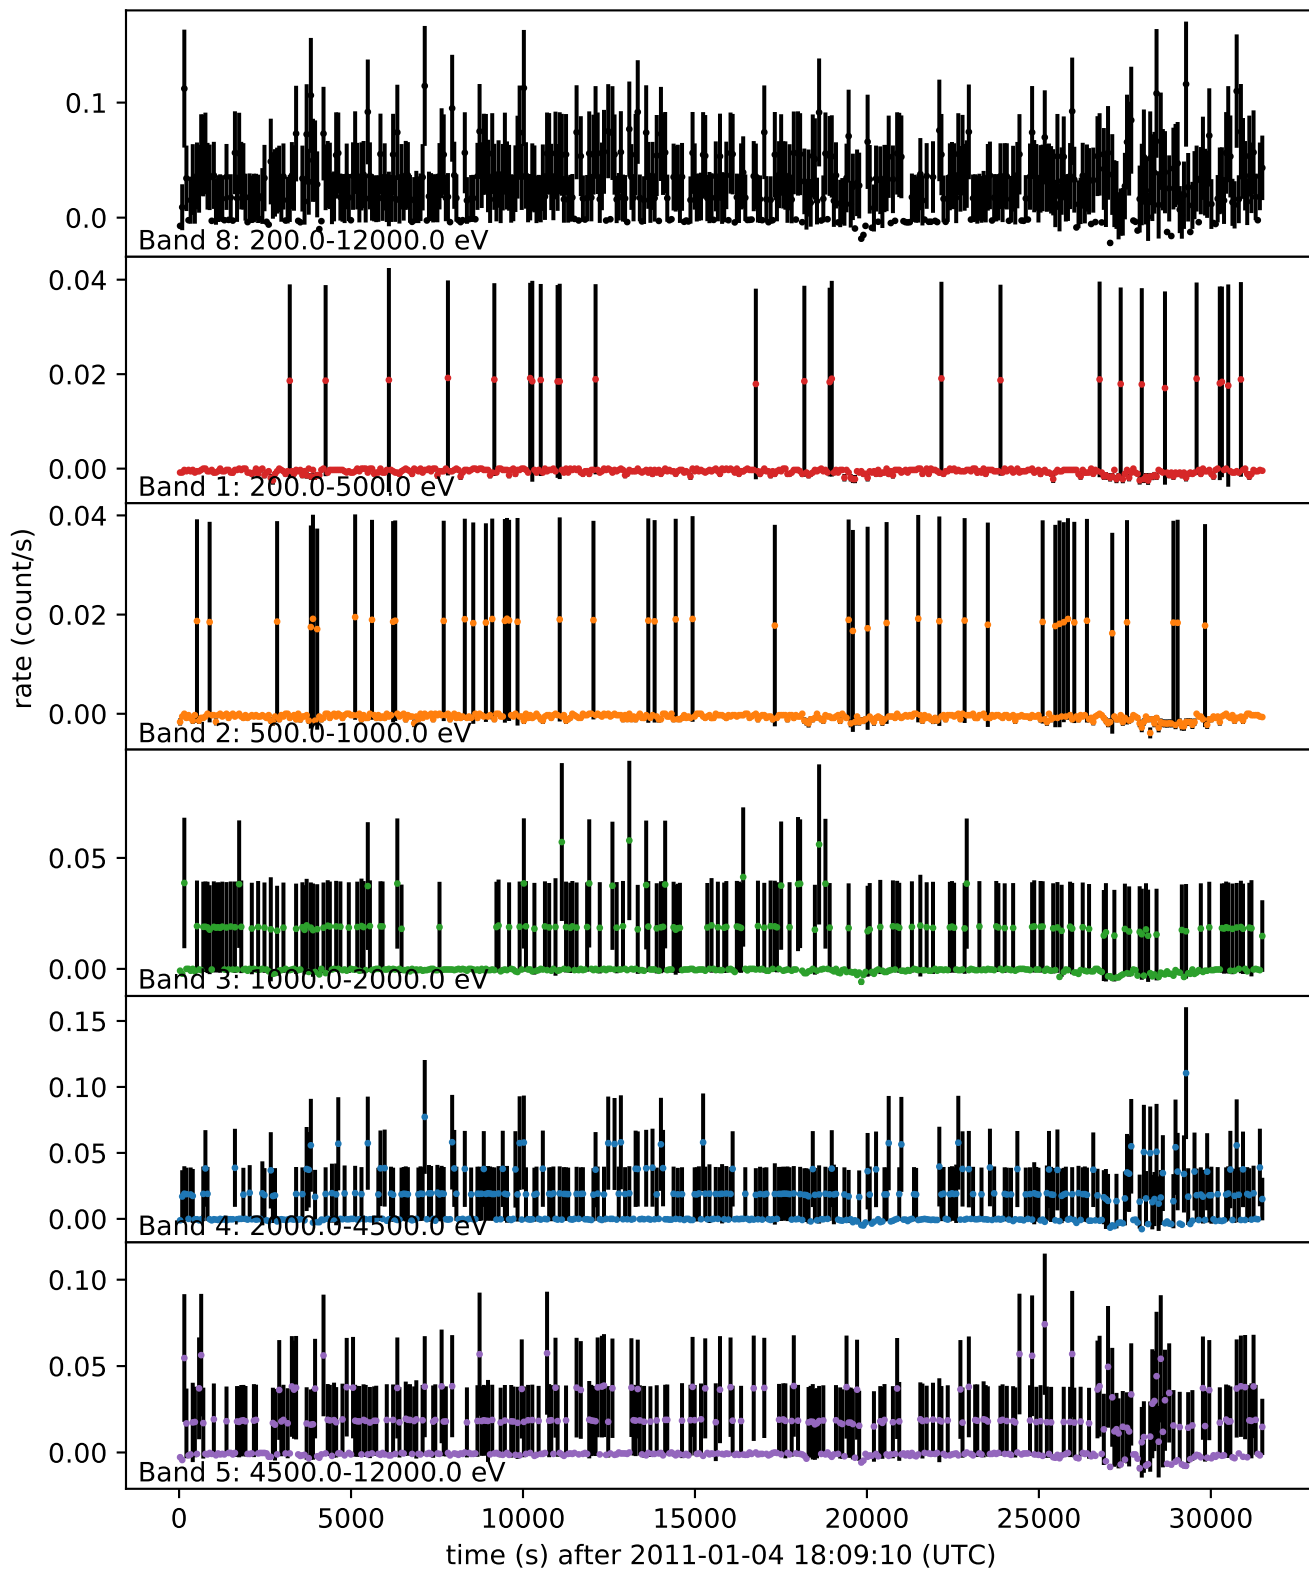 0.1
0.0
Band 8: 200.0-12000.0 eV
0.04
0.02
0.00
Band 1: 200.0-500.0 eV
0.04
0.02
0.00
Band 2: 500.0-1000.0 eV
rate (count/s)
0.05
0.00
Band 3: 1000.0-2000.0 eV
0.15
0.10
0.05
0.00
Band 4: 2000.0-4500.0 eV
0.10
0.05
0.00
Band 5: 4500.0-12000.0 eV
0 5000 10000 15000 20000 25000 30000
time (s) after 2011-01-04 18:09:10 (UTC)